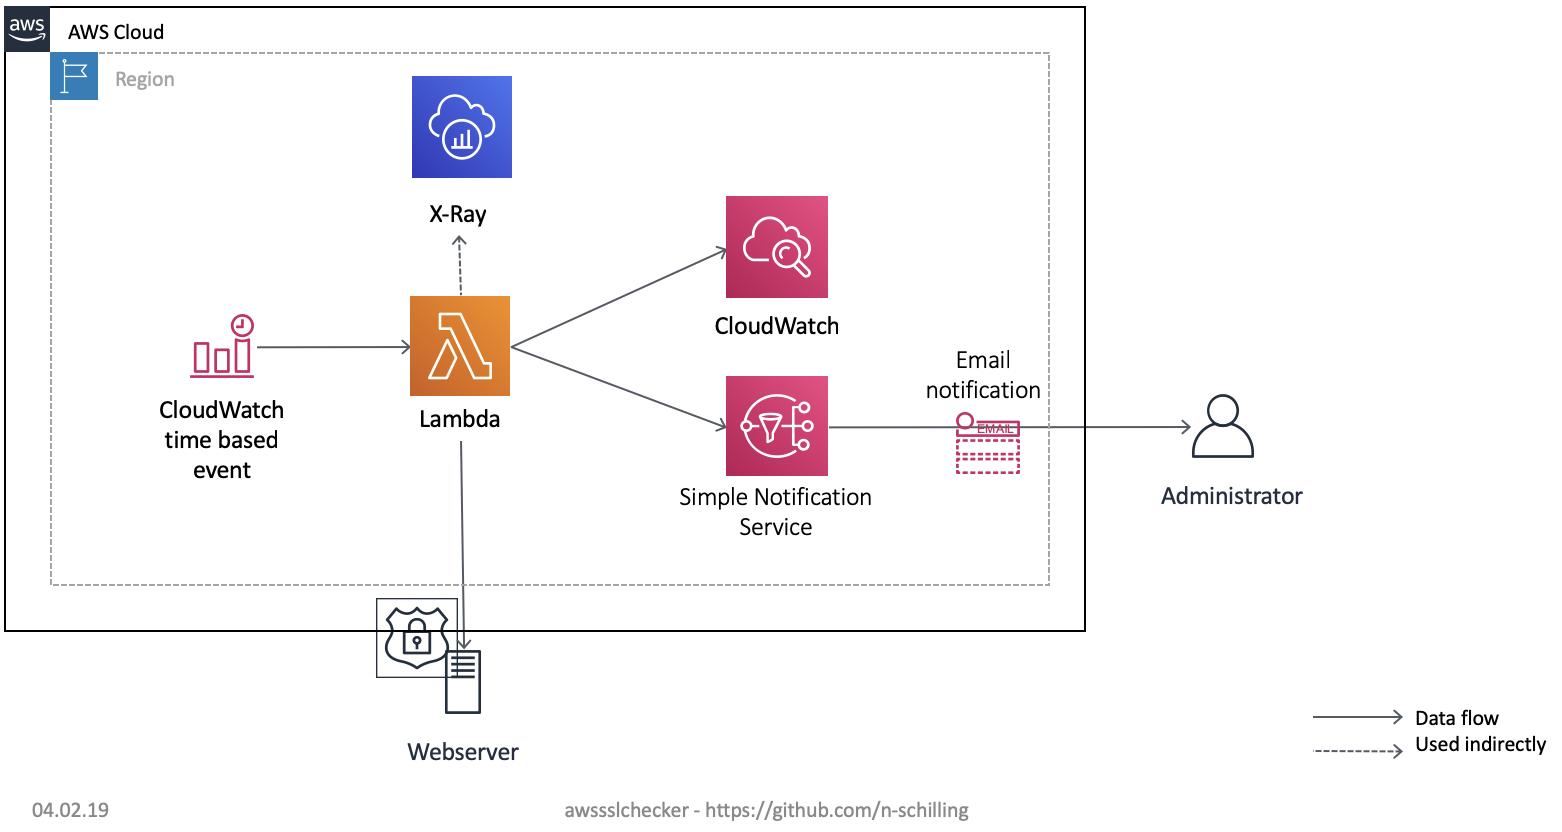 aws
AWS Cloud
Region
X-Ray
CloudWatch
Email
notification
EMAIL
CloudWatch
time based
event
Lambda
Simple Notification
Service
Administrator
Webserver
Data flow
Used indirectly
04.02.19
awssslchecker - https://github.com/n-schilling